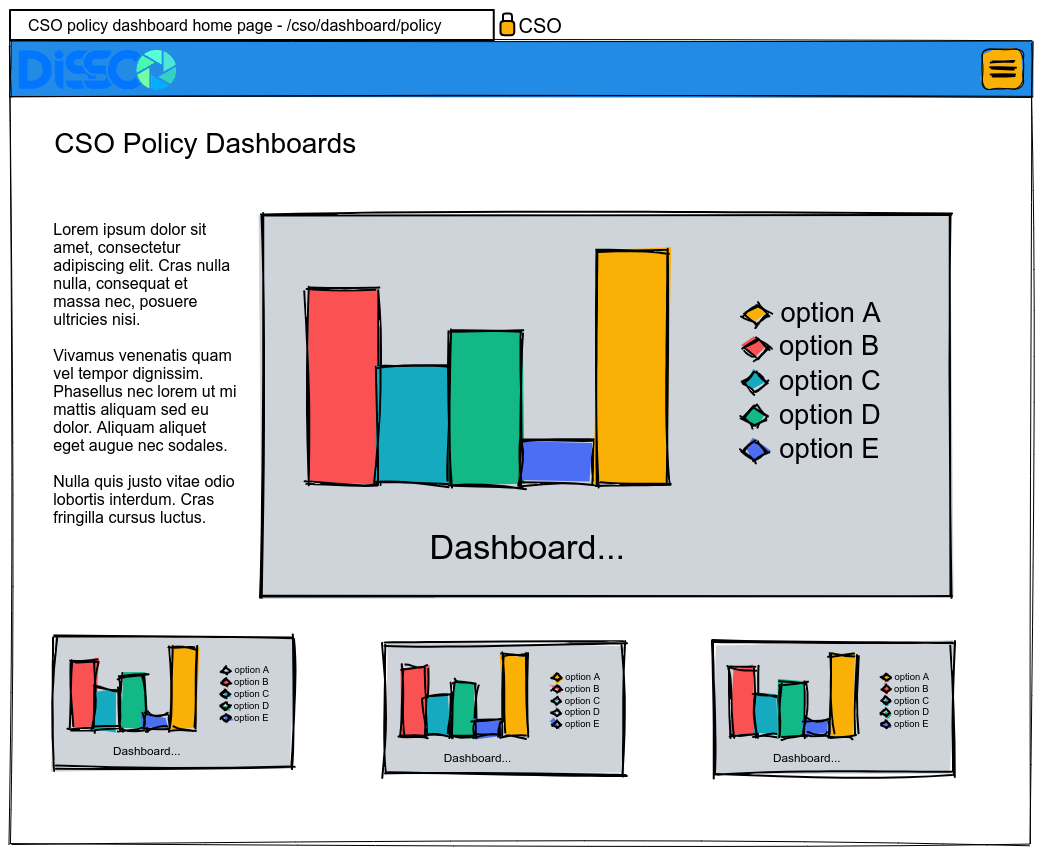 CSO policy dashboard home page - /cso/dashboard/policy
CSO
DISSCO
CSO Policy Dashboards
Lorem ipsum dolor sit
amet, consectetur
adipiscing elit. Cras nulla
nulla, consequat et
massa nec, posuere
ultricies nisi.
Vivamus venenatis quam
vel tempor dignissim.
Phasellus nec lorem ut mi
mattis aliquam sed eu
dolor. Aliquam aliquet
eget augue nec sodales.
Nulla quis justo vitae odio
lobortis interdum. Cras
fringilla cursus luctus.
option A
option B
option C
option D
option E
Dashboard...
option A
option B
option C
option D
option E
Dashboard...
option A
option B
option C
option D
option E
Dashboard...
option A
option B
option C
option D
option E
Dashboard...